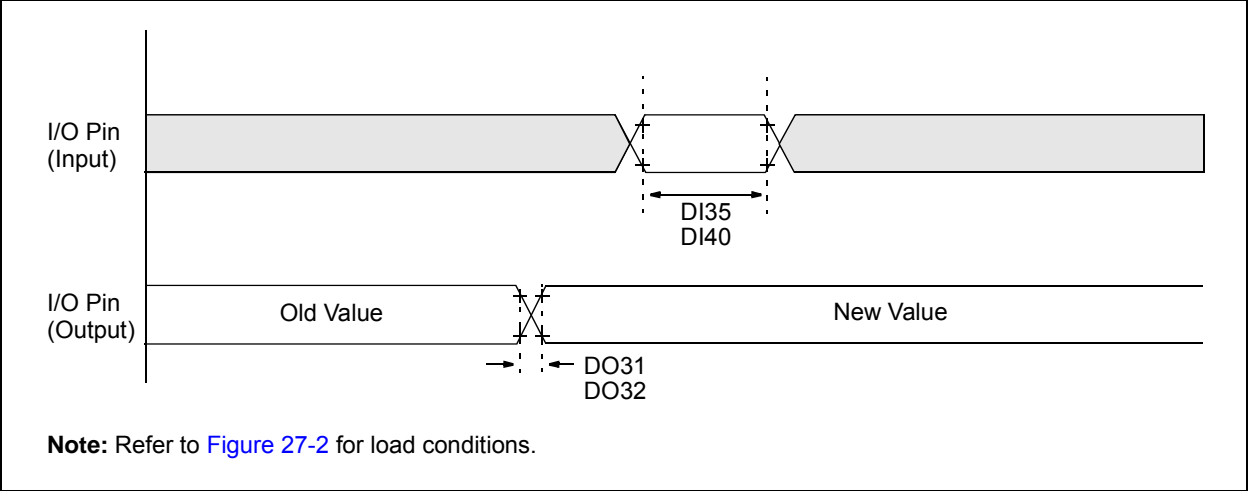 I/O Pin
(Input)
DI35
DI40
I/O Pin
(Output)
Old Value
New Value
DO31
DO32
Note: Refer to Figure 27-2 for load conditions.